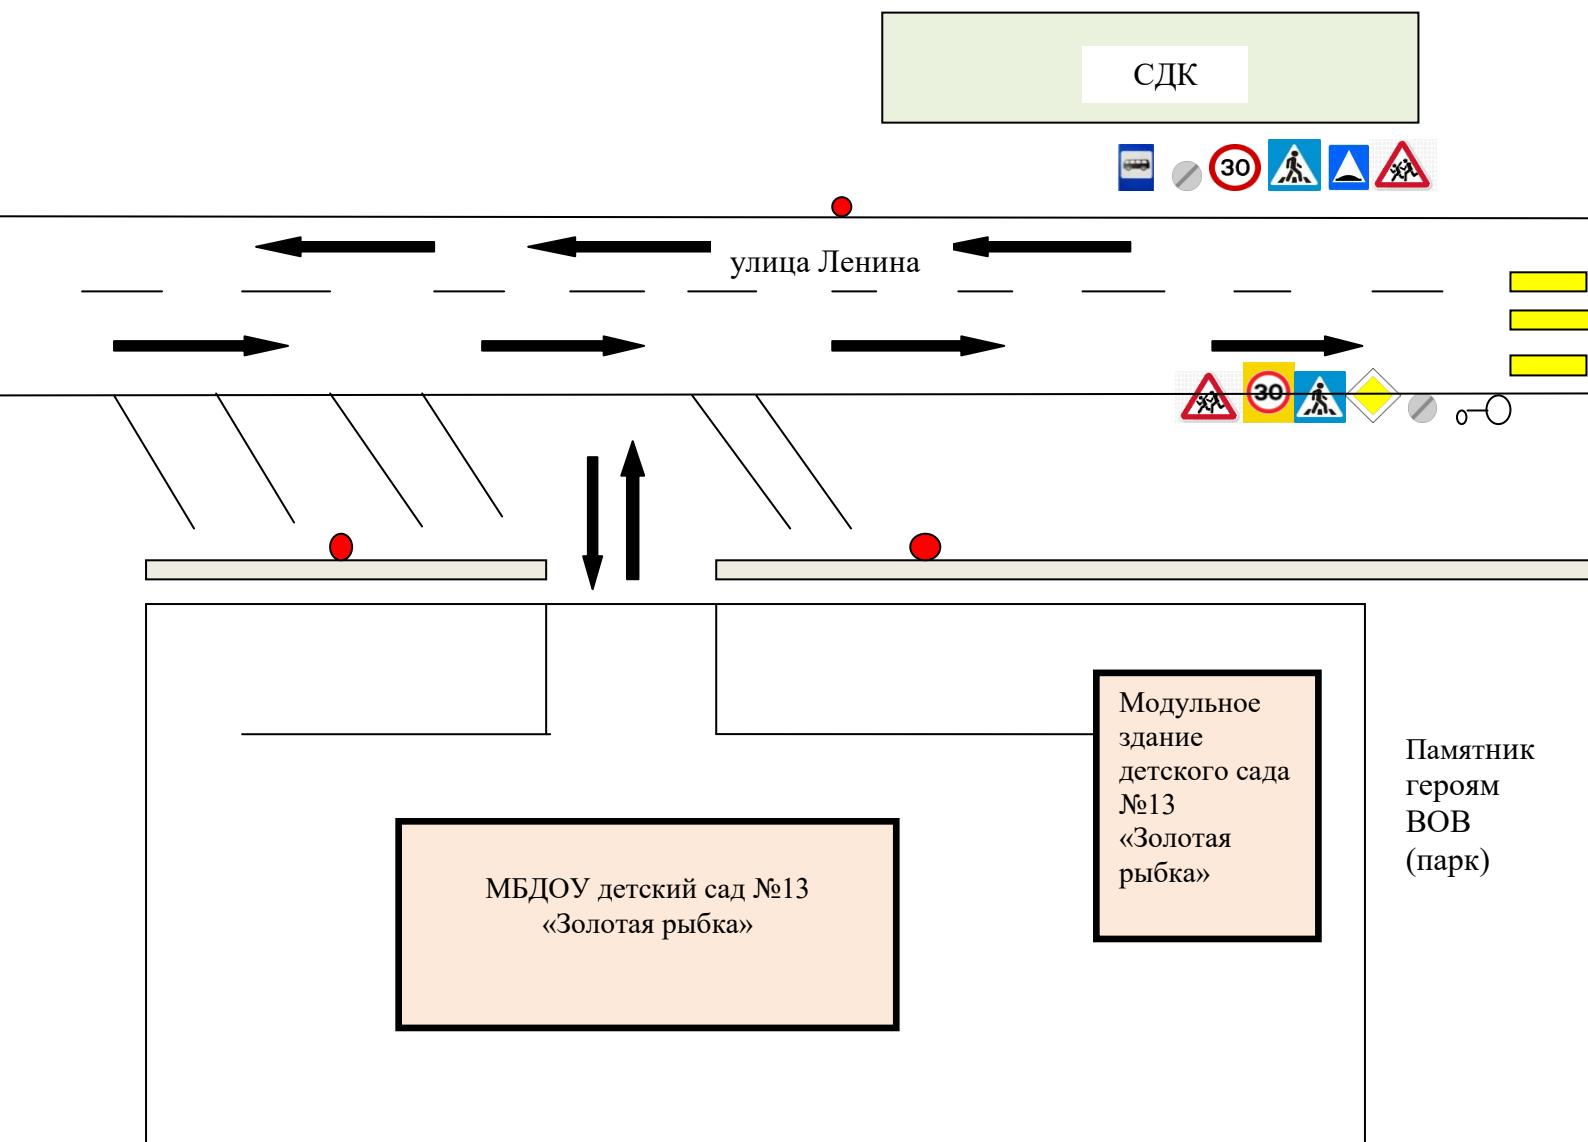 СДК
30
улица Ленина
30
Модульное
здание
детского сада
№13
«Золотая
рыбка»
Памятник
героям
ВОВ
(парк)
МБДОУ детский сад №13
«Золотая рыбка»